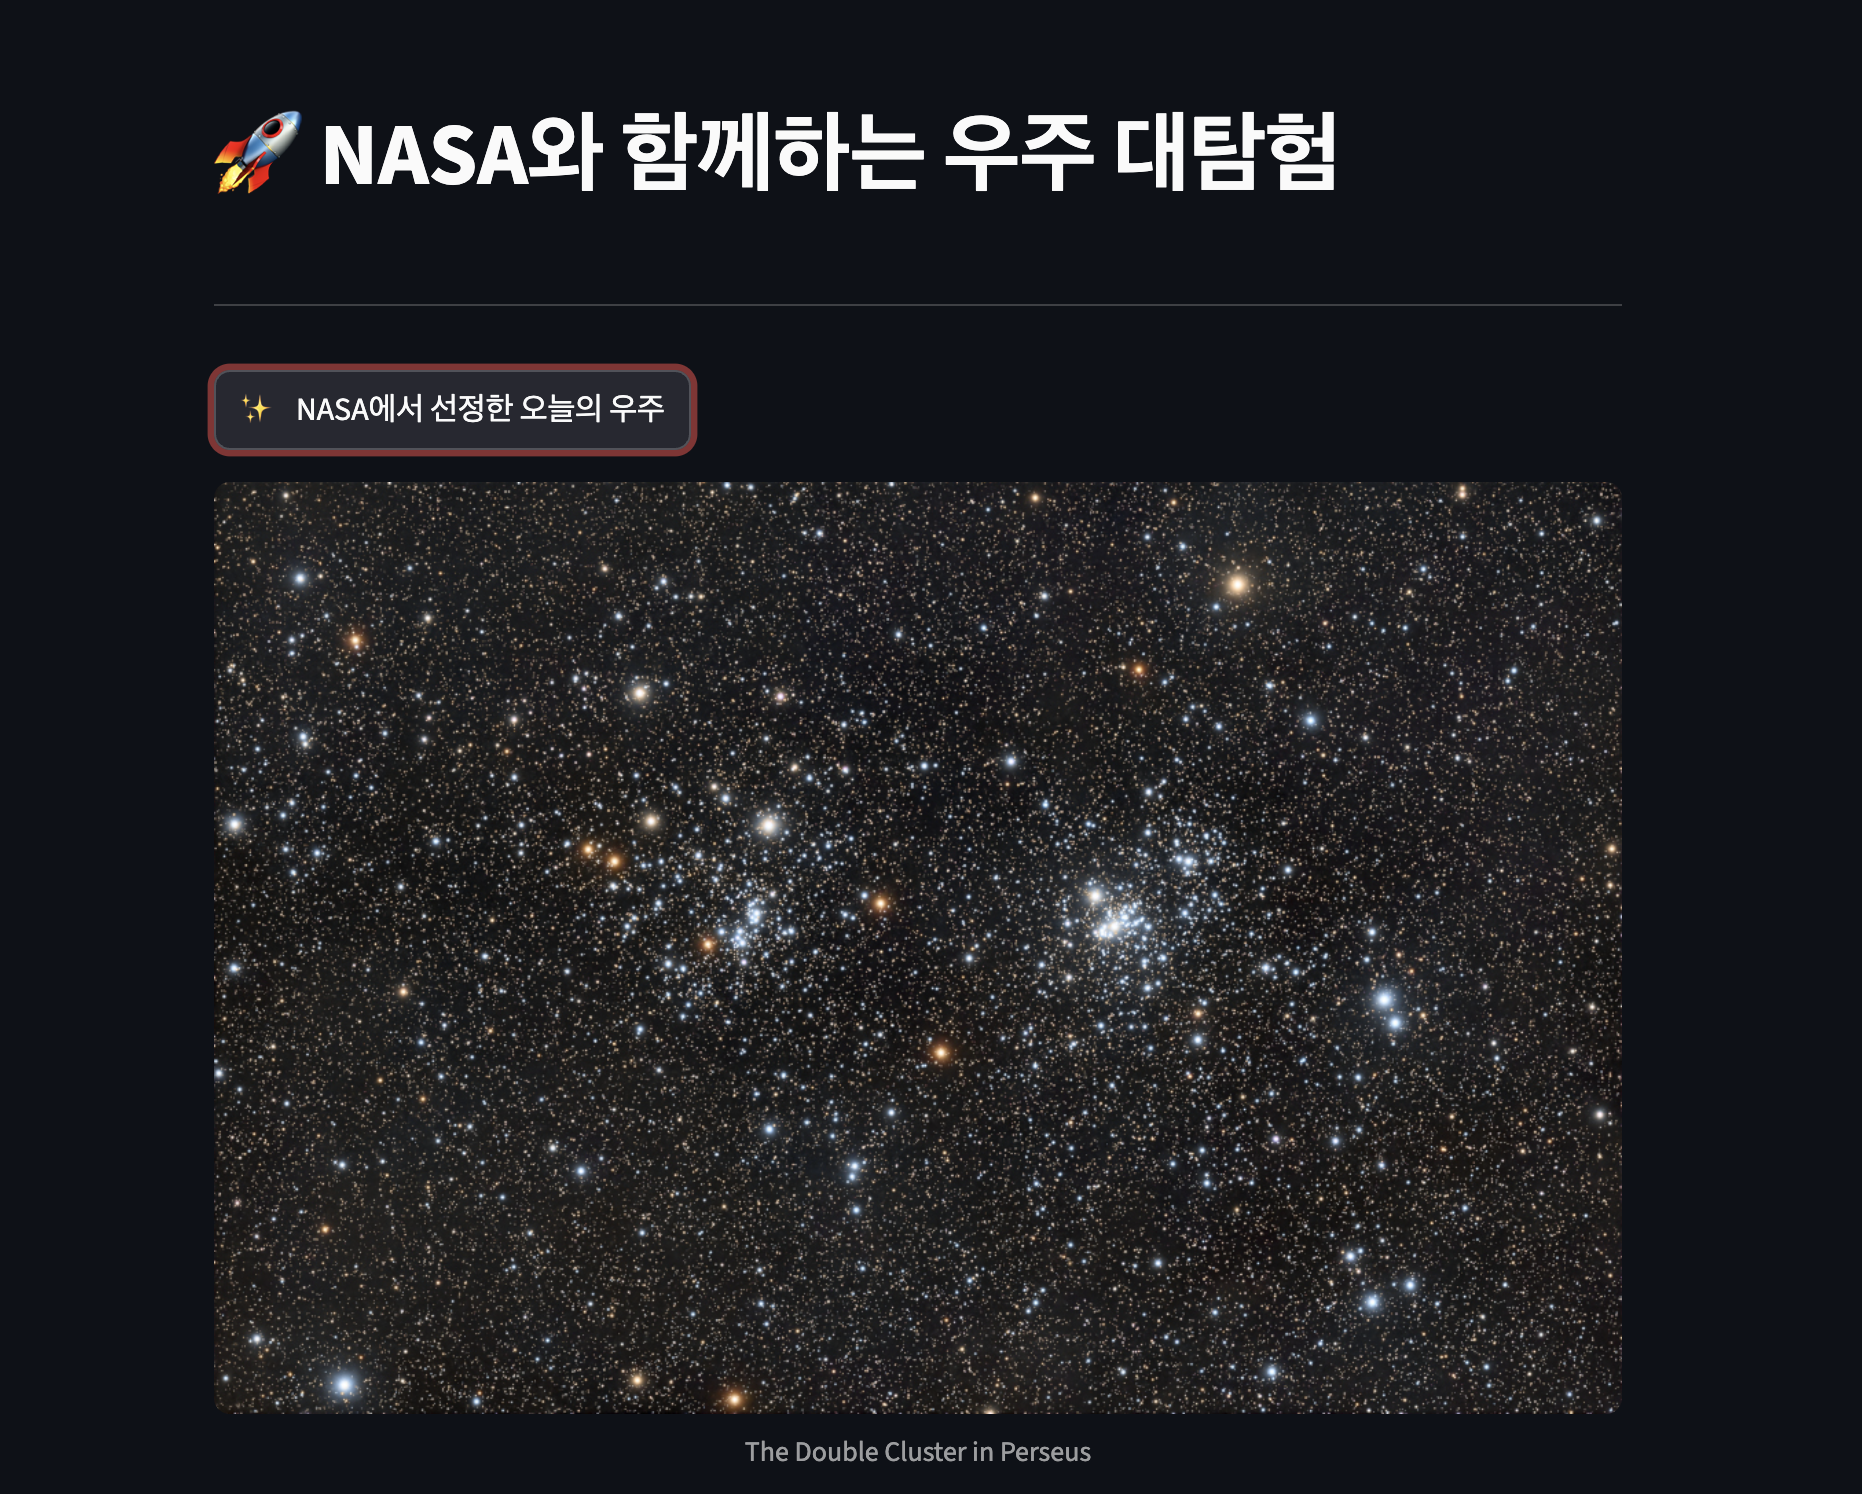 🚀 NASA와 함께하는 우주 대탐험
✨ NASA에서 선정한 오늘의 우주
The Double Cluster in Perseus